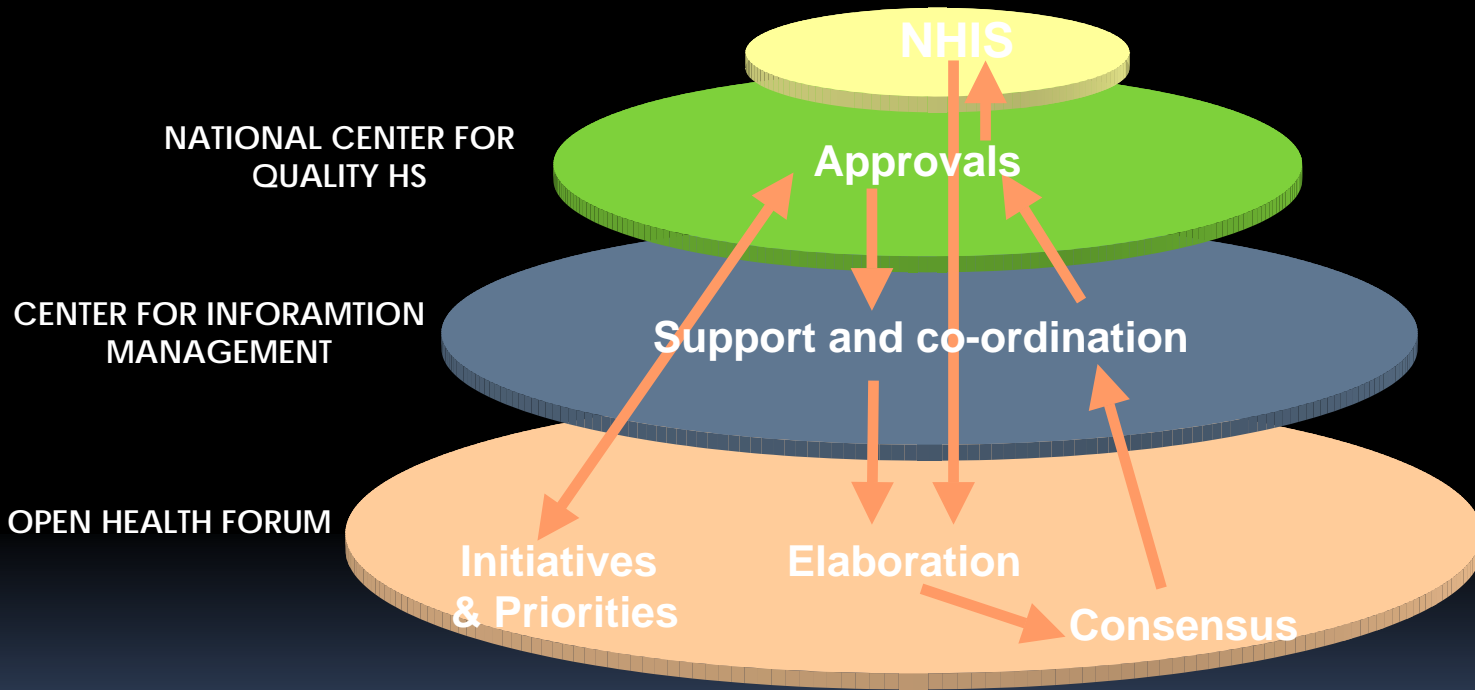 NHIS
NATIONAL CENTER FOR
QUALITY HS
Approvals
CENTER FOR INFORAMTION
MANAGEMENT
Support and co-ordination
OPEN HEALTH FORUM
Initiatives
& Priorities
Elaboration
Consensus